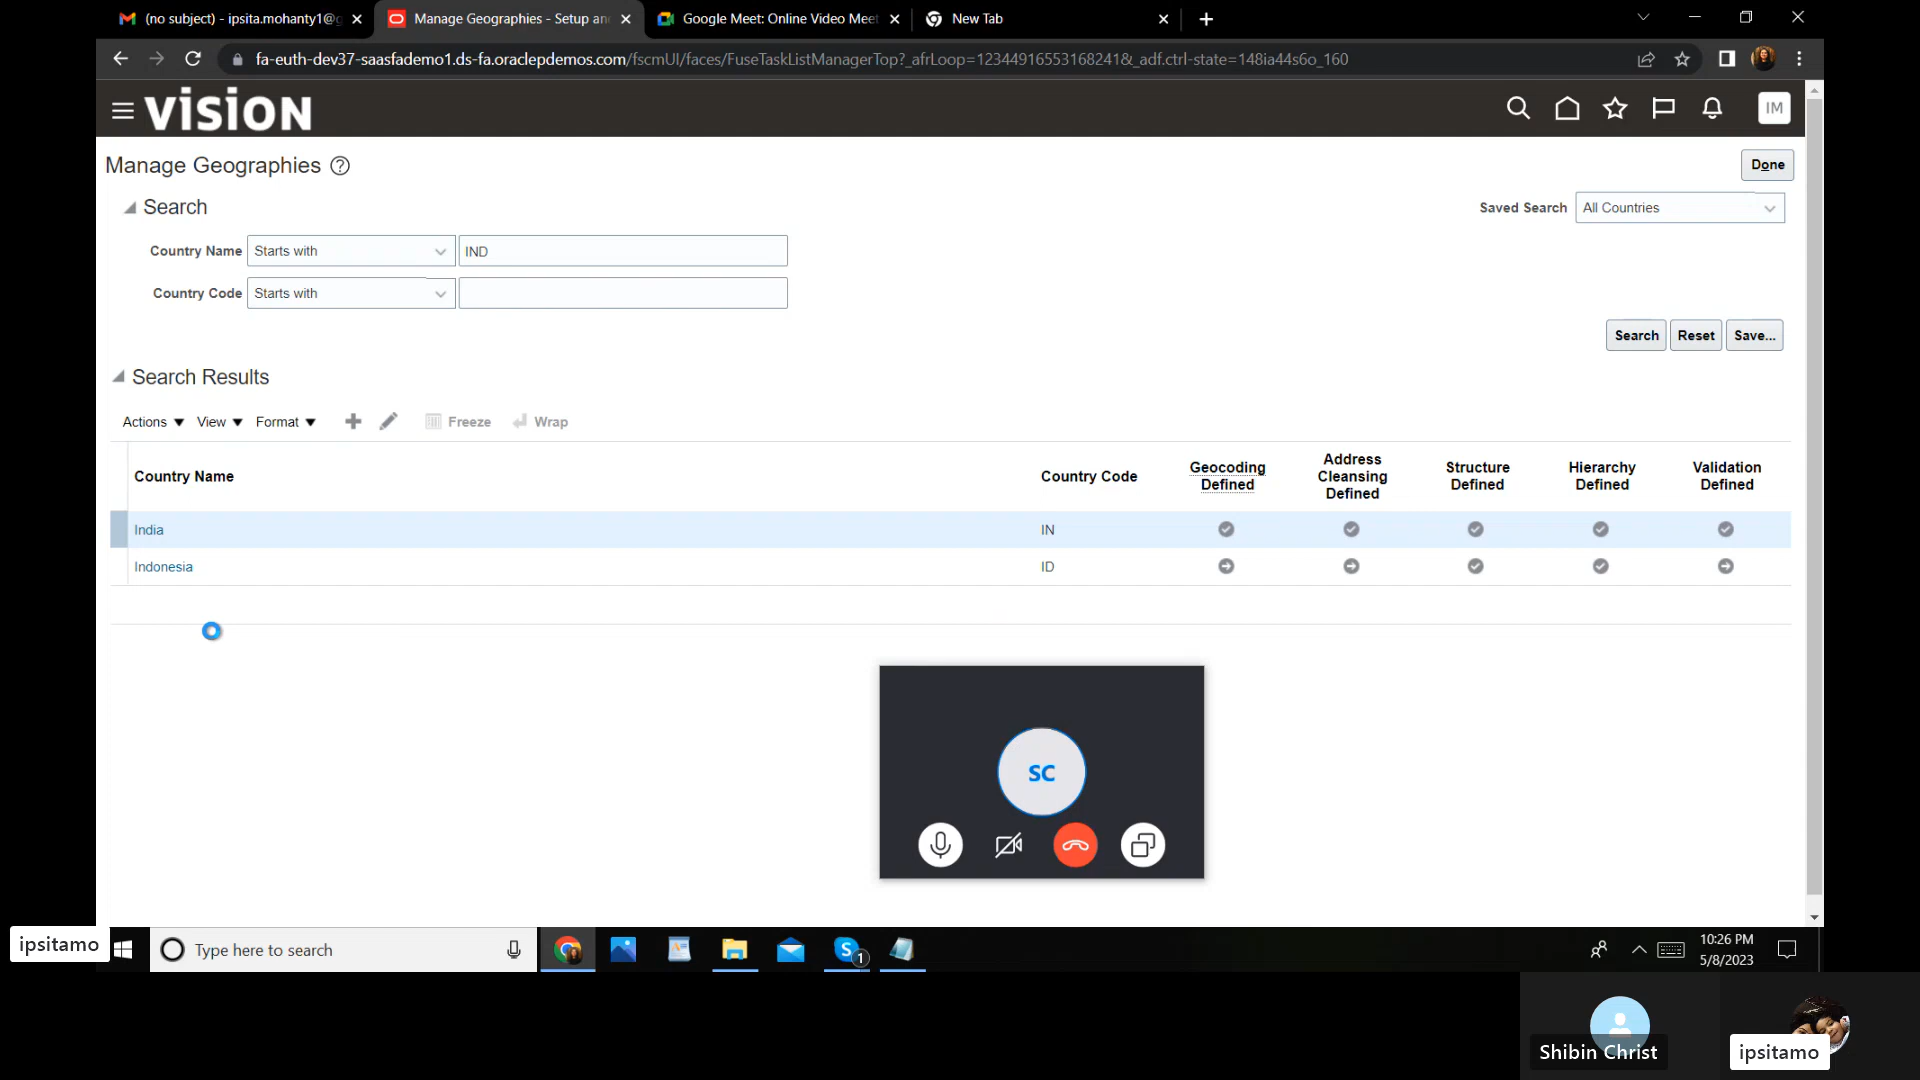 (no subject) - ipsita.mohanty1@g
Manage Geographies - Setup an
Google Meet: Online Video Meet
New Tab
fa-euth-dev37-saasfademo1.ds-fa.oraclepdemos.com/fscmUI/faces/FuseTaskListManagerTop?_afrLoop=1234491655316824​1&_adf.ctrl-state=148ia44s6o_160
VISION
IM
Manage Geographies
Done
Search
Saved Search All Countries
Country Name Starts with IND
Country Code Starts with
Search Reset Save...
Search Results
Actions View Format Freeze Wrap
Country Name Country Code Geocoding Defined Address Cleansing Defined Structure Defined Hierarchy Defined Validation Defined
India IN
Indonesia ID
SC
ipsitamo
Type here to search
S 1
10:26 PM
5/8/2023
Shibin Christ
ipsitamo